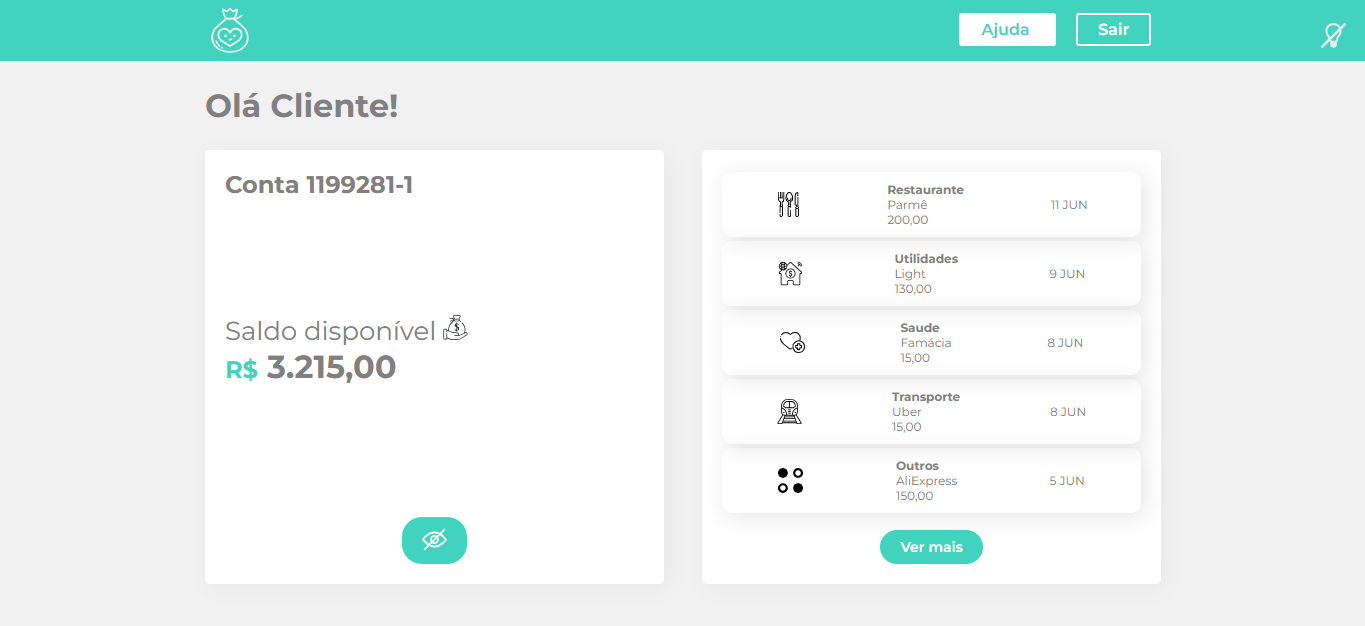 Ajuda
Sair
Olá Cliente!
Conta 1199281-1
Saldo disponível
R$ 3.215,00
Restaurante
Parmê
200,00
11 JUN
Utilidades
Light
130,00
9 JUN
Saude
Famácia
15,00
8 JUN
Transporte
Uber
15,00
8 JUN
Outros
AliExpress
150,00
5 JUN
Ver mais